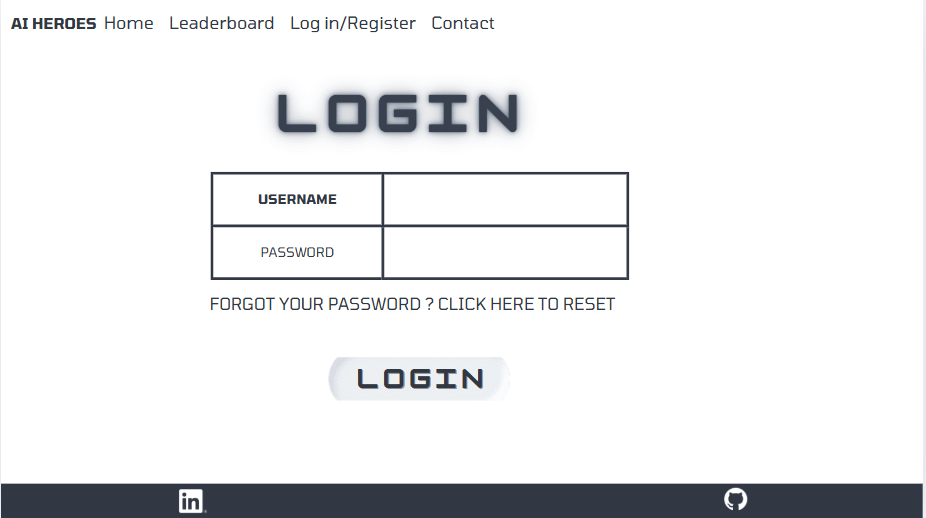 AI HEROES Home Leaderboard Log in/Register Contact
LOGIN
USERNAME
PASSWORD
FORGOT YOUR PASSWORD ? CLICK HERE TO RESET
LOGIN
in